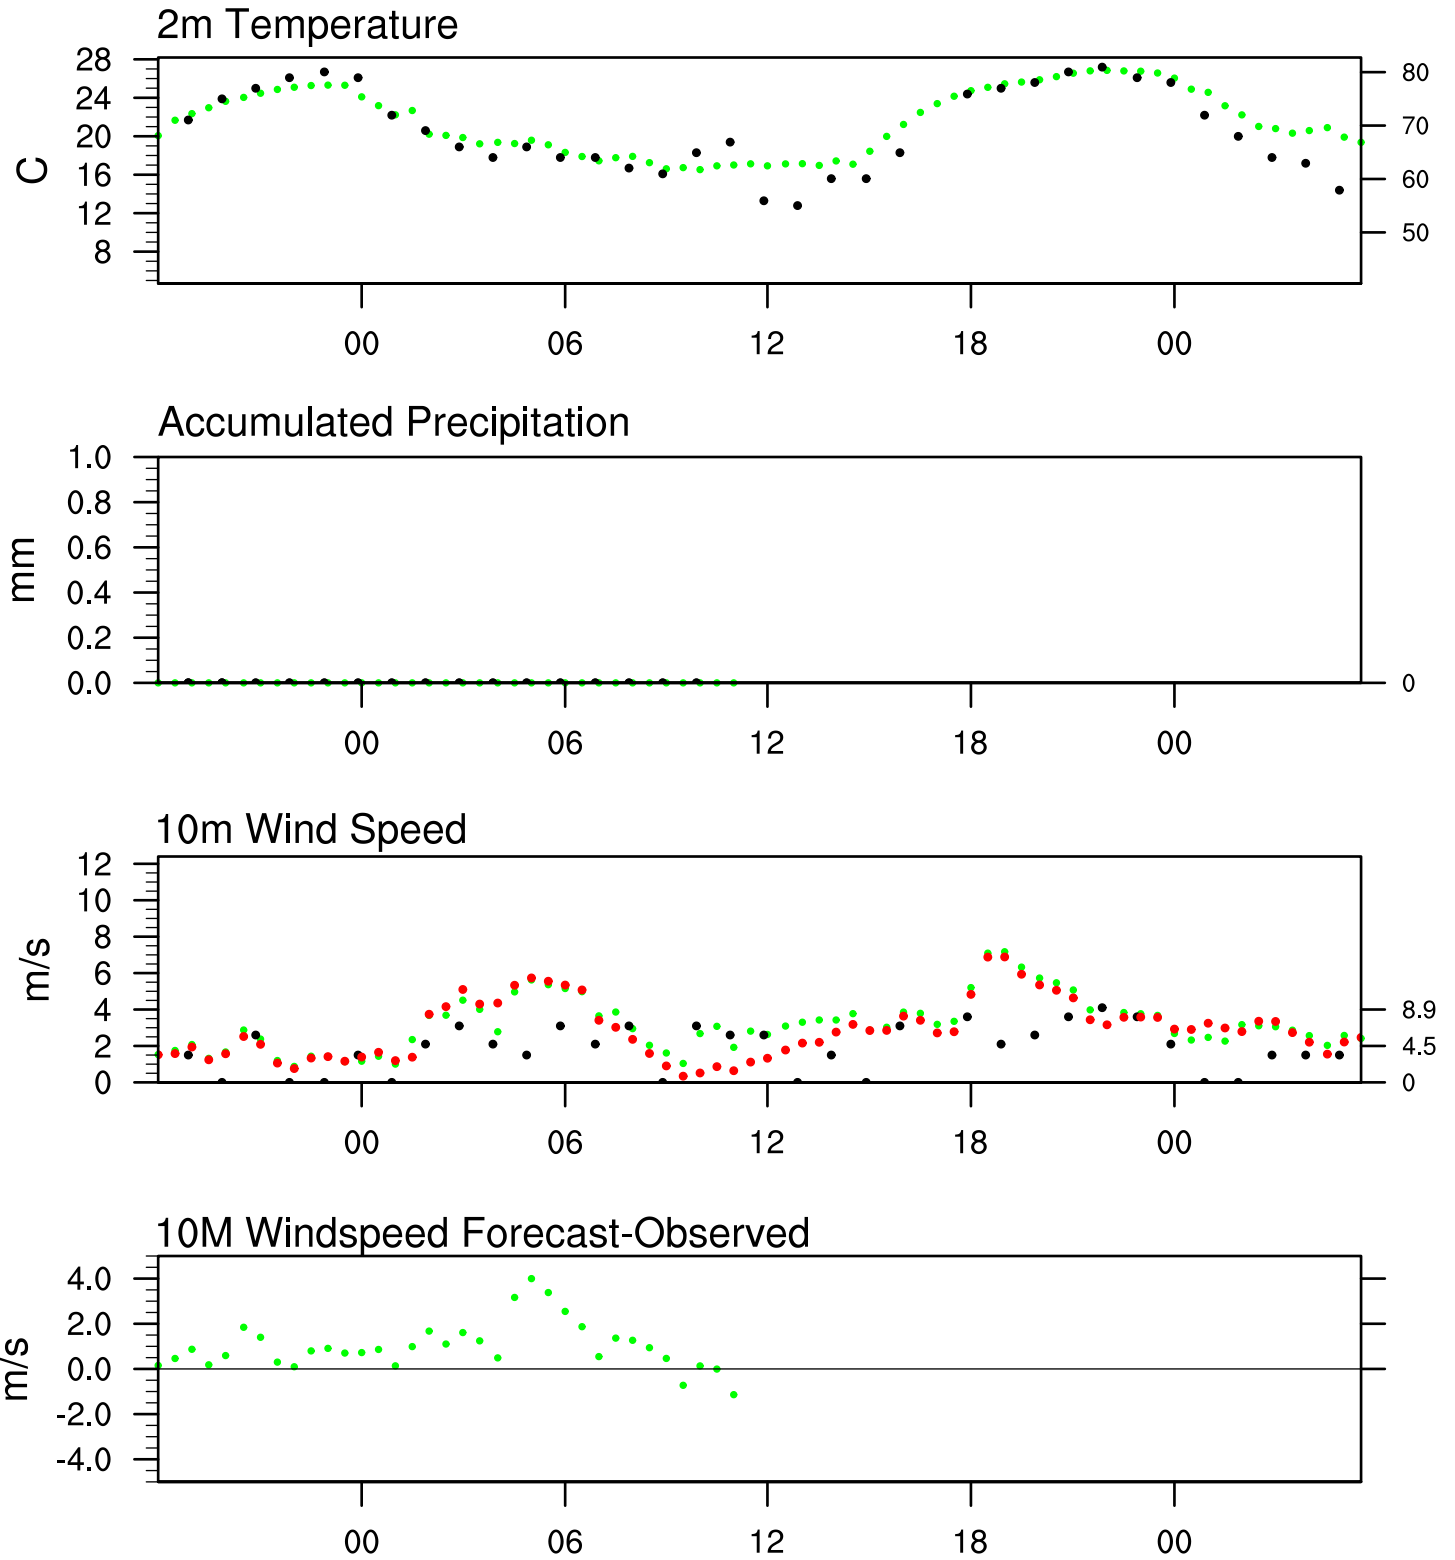 2m Temperature
28
24
20
16
12
8
C
80
70
60
50
00 06 12 18 00
Accumulated Precipitation
1.0
0.8
0.6
0.4
0.2
0.0
mm
0
00 06 12 18 00
10m Wind Speed
12
10
8
6
4
2
0
m/s
8.9
4.5
0
00 06 12 18 00
10M Windspeed Forecast-Observed
4.0
2.0
0.0
-2.0
-4.0
m/s
00 06 12 18 00